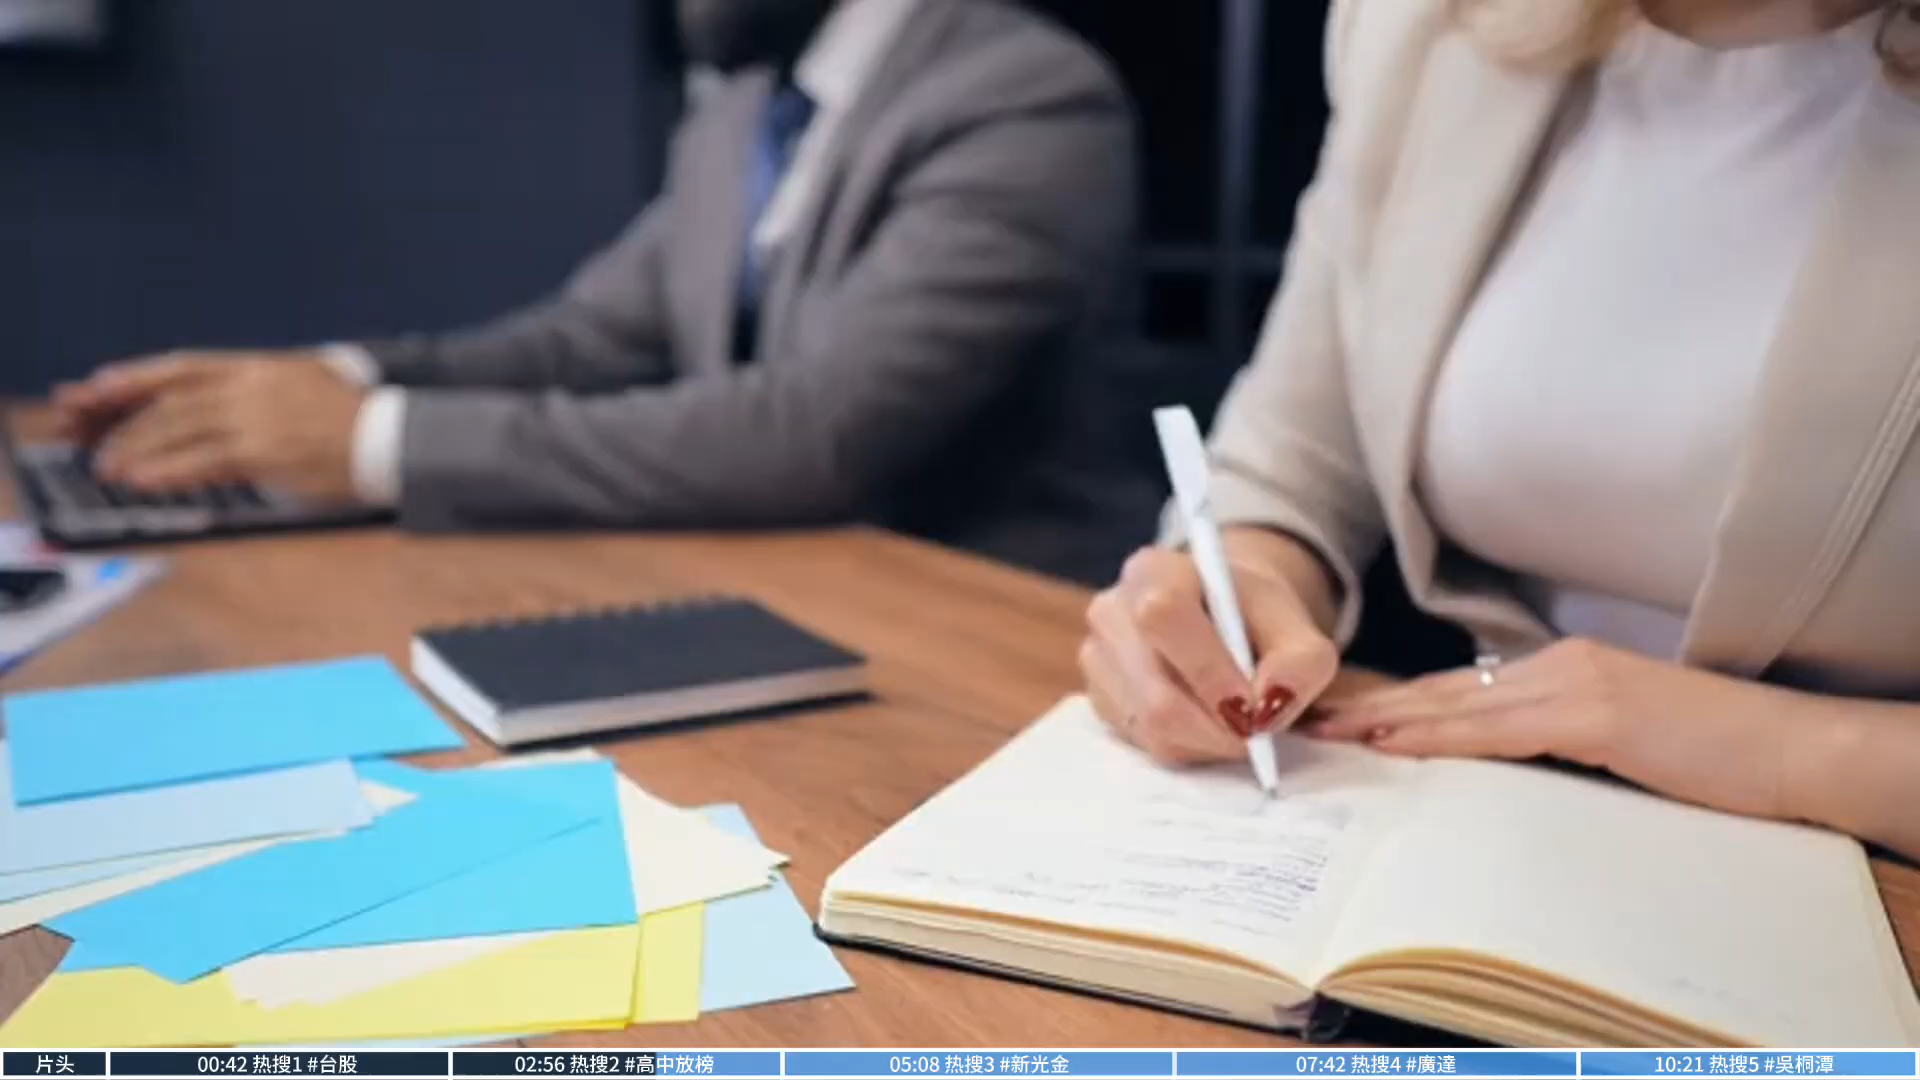 片头
00:42 热搜1 #台股
02:56 热搜2 #高中放榜
05:08 热搜3 #新光金
07:42 热搜4 #廣達
10:21 热搜5 #吳桐潭